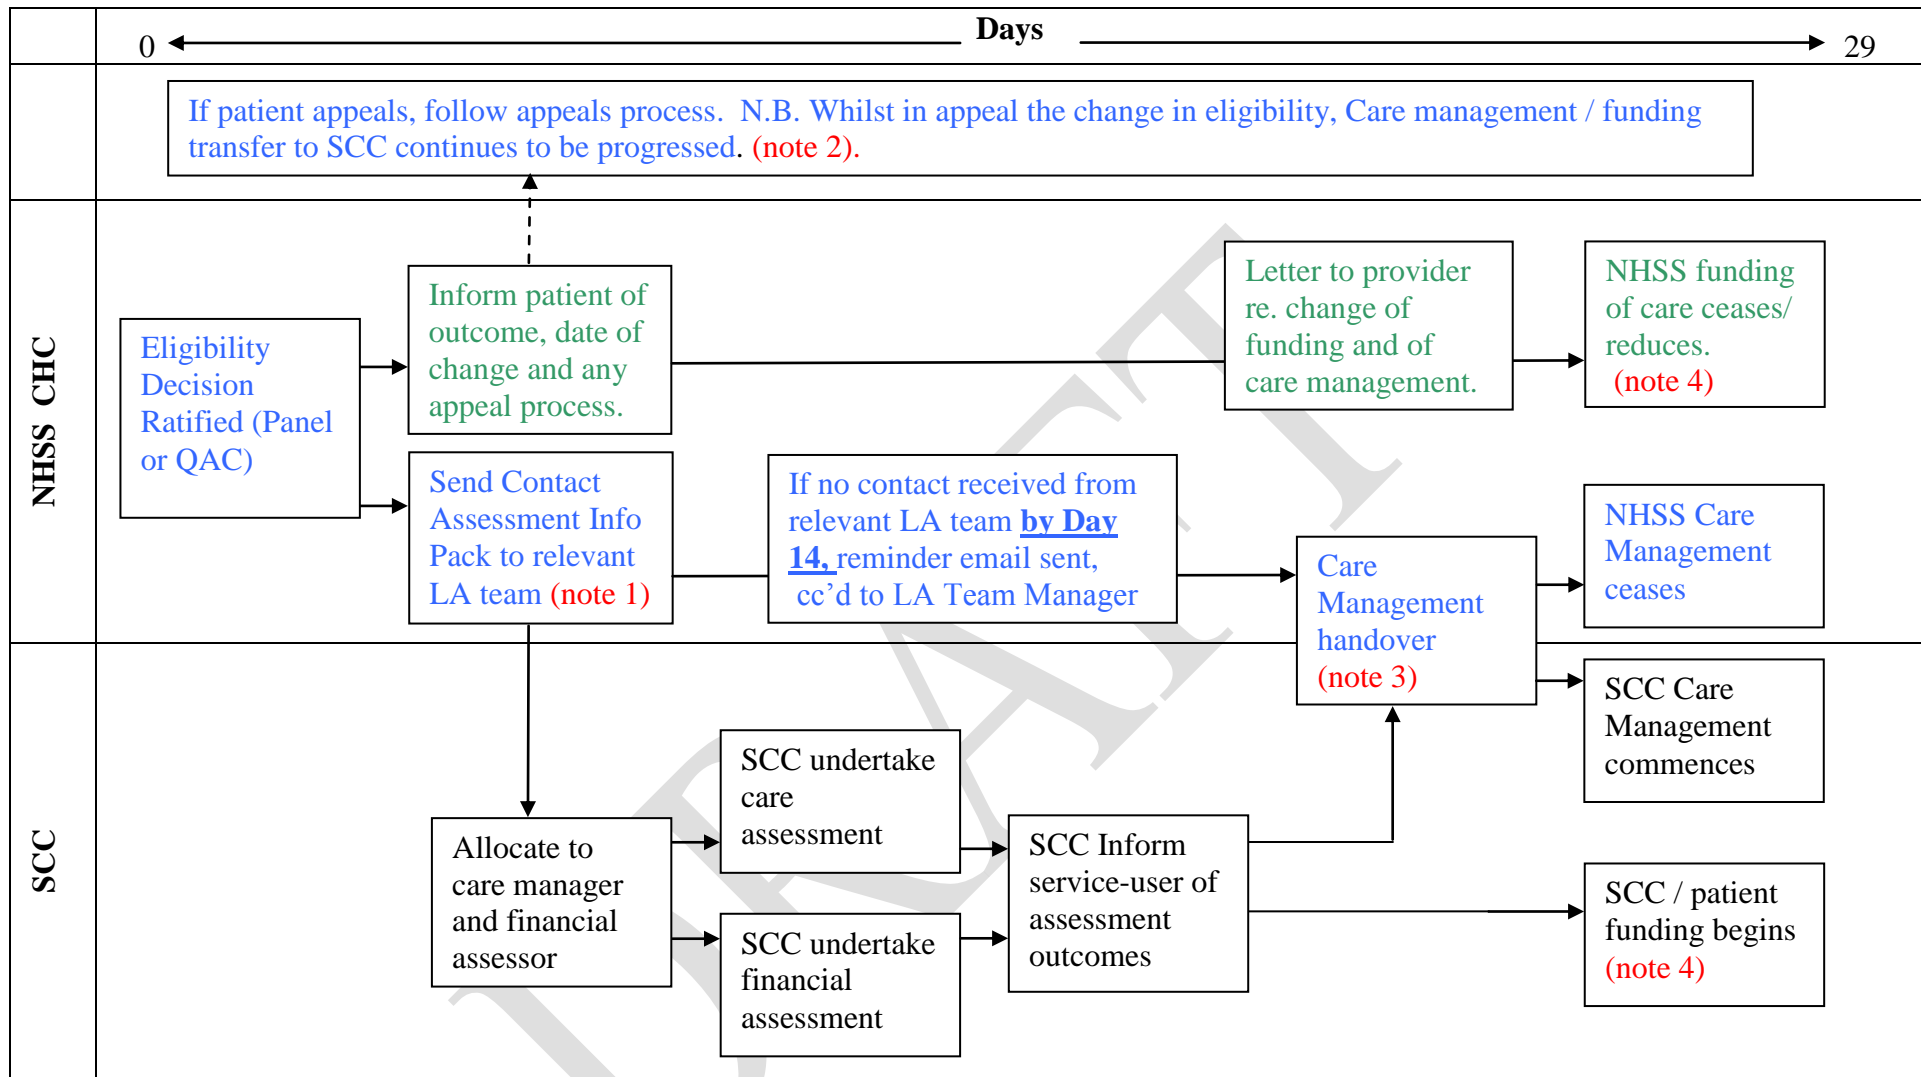 Days
0
29
If patient appeals, follow appeals process.  N.B. Whilst in appeal the change in eligibility, Care management / funding
transfer to SCC continues to be progressed. (note 2).
NHSS CHC
Eligibility
Decision
Ratified (Panel
or QAC)
Inform patient of
outcome, date of
change and any
appeal process.
Letter to provider
re. change of
funding and of
care management.
NHSS funding
of care ceases/
reduces.
(note 4)
Send Contact
Assessment Info
Pack to relevant
LA team (note 1)
If no contact received from
relevant LA team by Day
14, reminder email sent,
cc’d to LA Team Manager
Care
Management
handover
(note 3)
NHSS Care
Management
ceases
SCC
SCC Care
Management
commences
Allocate to
care manager
and financial
assessor
SCC undertake
care
assessment
SCC undertake
financial
assessment
SCC Inform
service-user of
assessment
outcomes
SCC / patient
funding begins
(note 4)
DRAFT